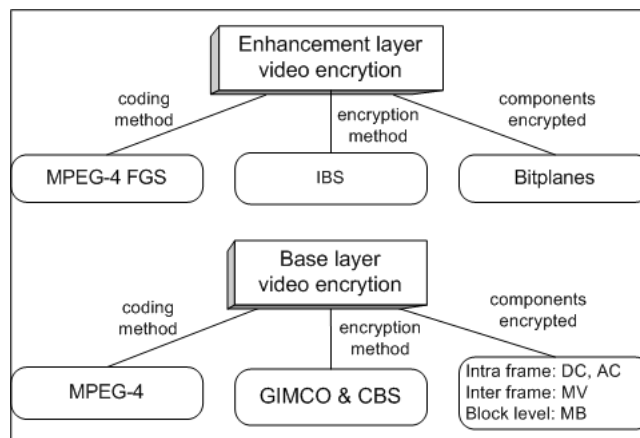 Enhancement layer
video encrytion
coding
method
encryption
method
components
encrypted
MPEG-4 FGS
IBS
Bitplanes
Base layer
video encrytion
coding
method
encryption
method
components
encrypted
MPEG-4
GIMCO & CBS
Intra frame: DC, AC
Inter frame: MV
Block level: MB